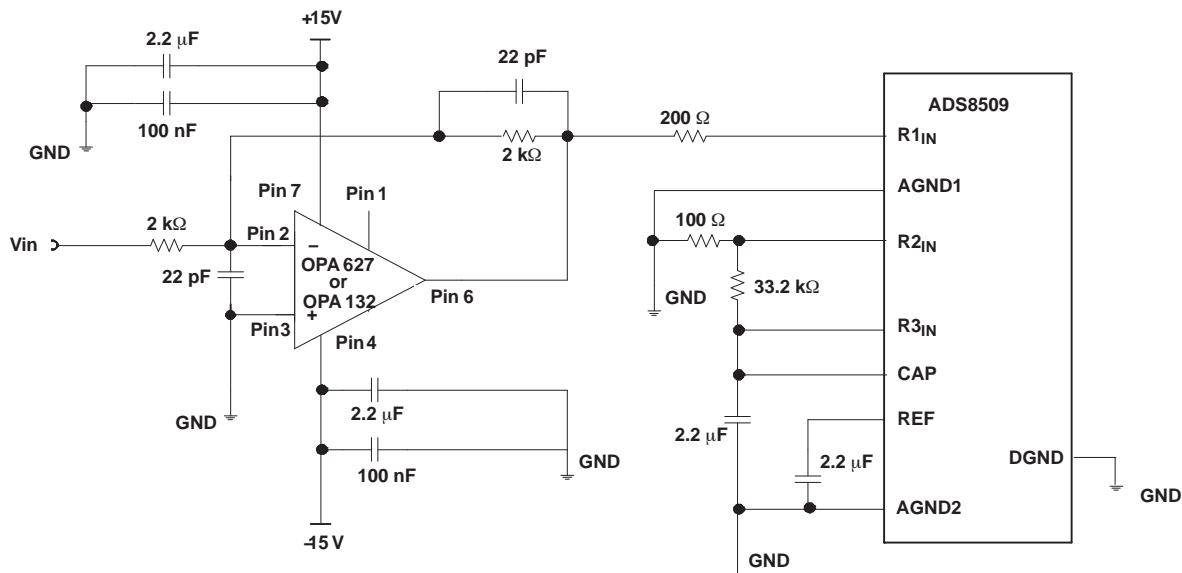 +15V
2.2 µF
22 pF
ADS8509
100 nF
200 Ω
R1IN
GND
2 kΩ
AGND1
Pin 7
Pin 1
100 Ω
2 kΩ
Vin
Pin 2
−
R2IN
22 pF
OPA 627
or
OPA 132
Pin 6
GND
33.2 kΩ
Pin3
+
R3IN
Pin 4
CAP
GND
2.2 µF
REF
2.2 µF
2.2 µF
100 nF
GND
DGND
GND
AGND2
−15 V
GND